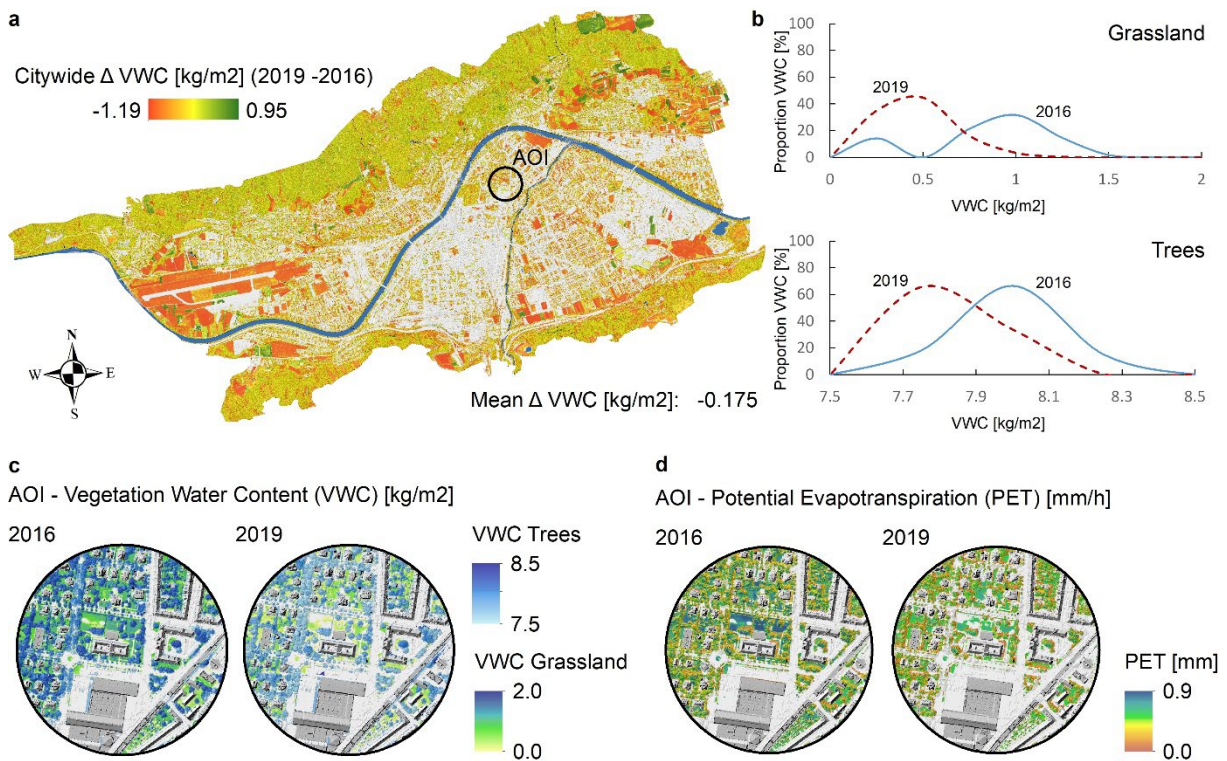 a
Citywide Δ VWC [kg/m2] (2019 -2016)
-1.19 0.95
AOI
N
W E
S
Mean Δ VWC [kg/m2]: -0.175
b
Grassland
Proportion VWC [%]
100
80
60
40
20
0
2019
2016
0 0.5 1 1.5 2
VWC [kg/m2]
Trees
Proportion VWC [%]
100
80
60
40
20
0
2019
2016
7.5 7.7 7.9 8.1 8.3 8.5
VWC [kg/m2]
c
AOI - Vegetation Water Content (VWC) [kg/m2]
2016 2019
VWC Trees
8.5
7.5
VWC Grassland
2.0
0.0
d
AOI - Potential Evapotranspiration (PET) [mm/h]
2016 2019
PET [mm]
0.9
0.0